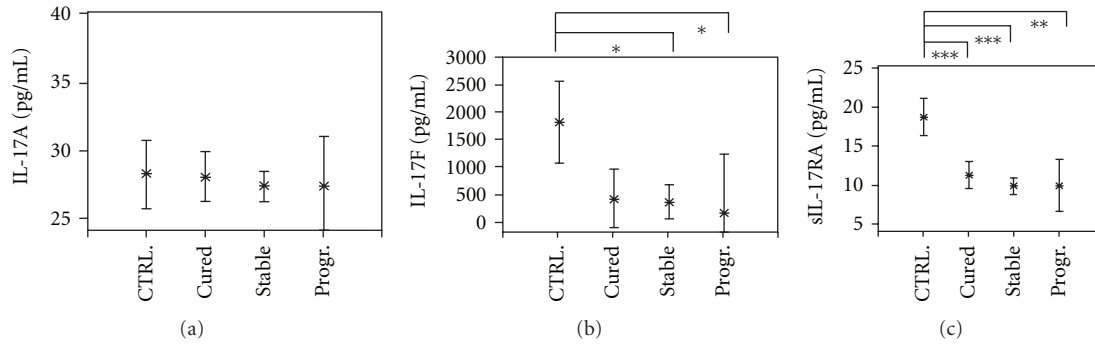 IL-17A (pg/mL)
40
35
30
25
CTRL.
Cured
Stable
Progr.
(a)
*
*
IL-17F (pg/mL)
3000
2500
2000
1500
1000
500
0
CTRL.
Cured
Stable
Progr.
(b)
**
***
***
sIL-17RA (pg/mL)
25
20
15
10
5
CTRL.
Cured
Stable
Progr.
(c)